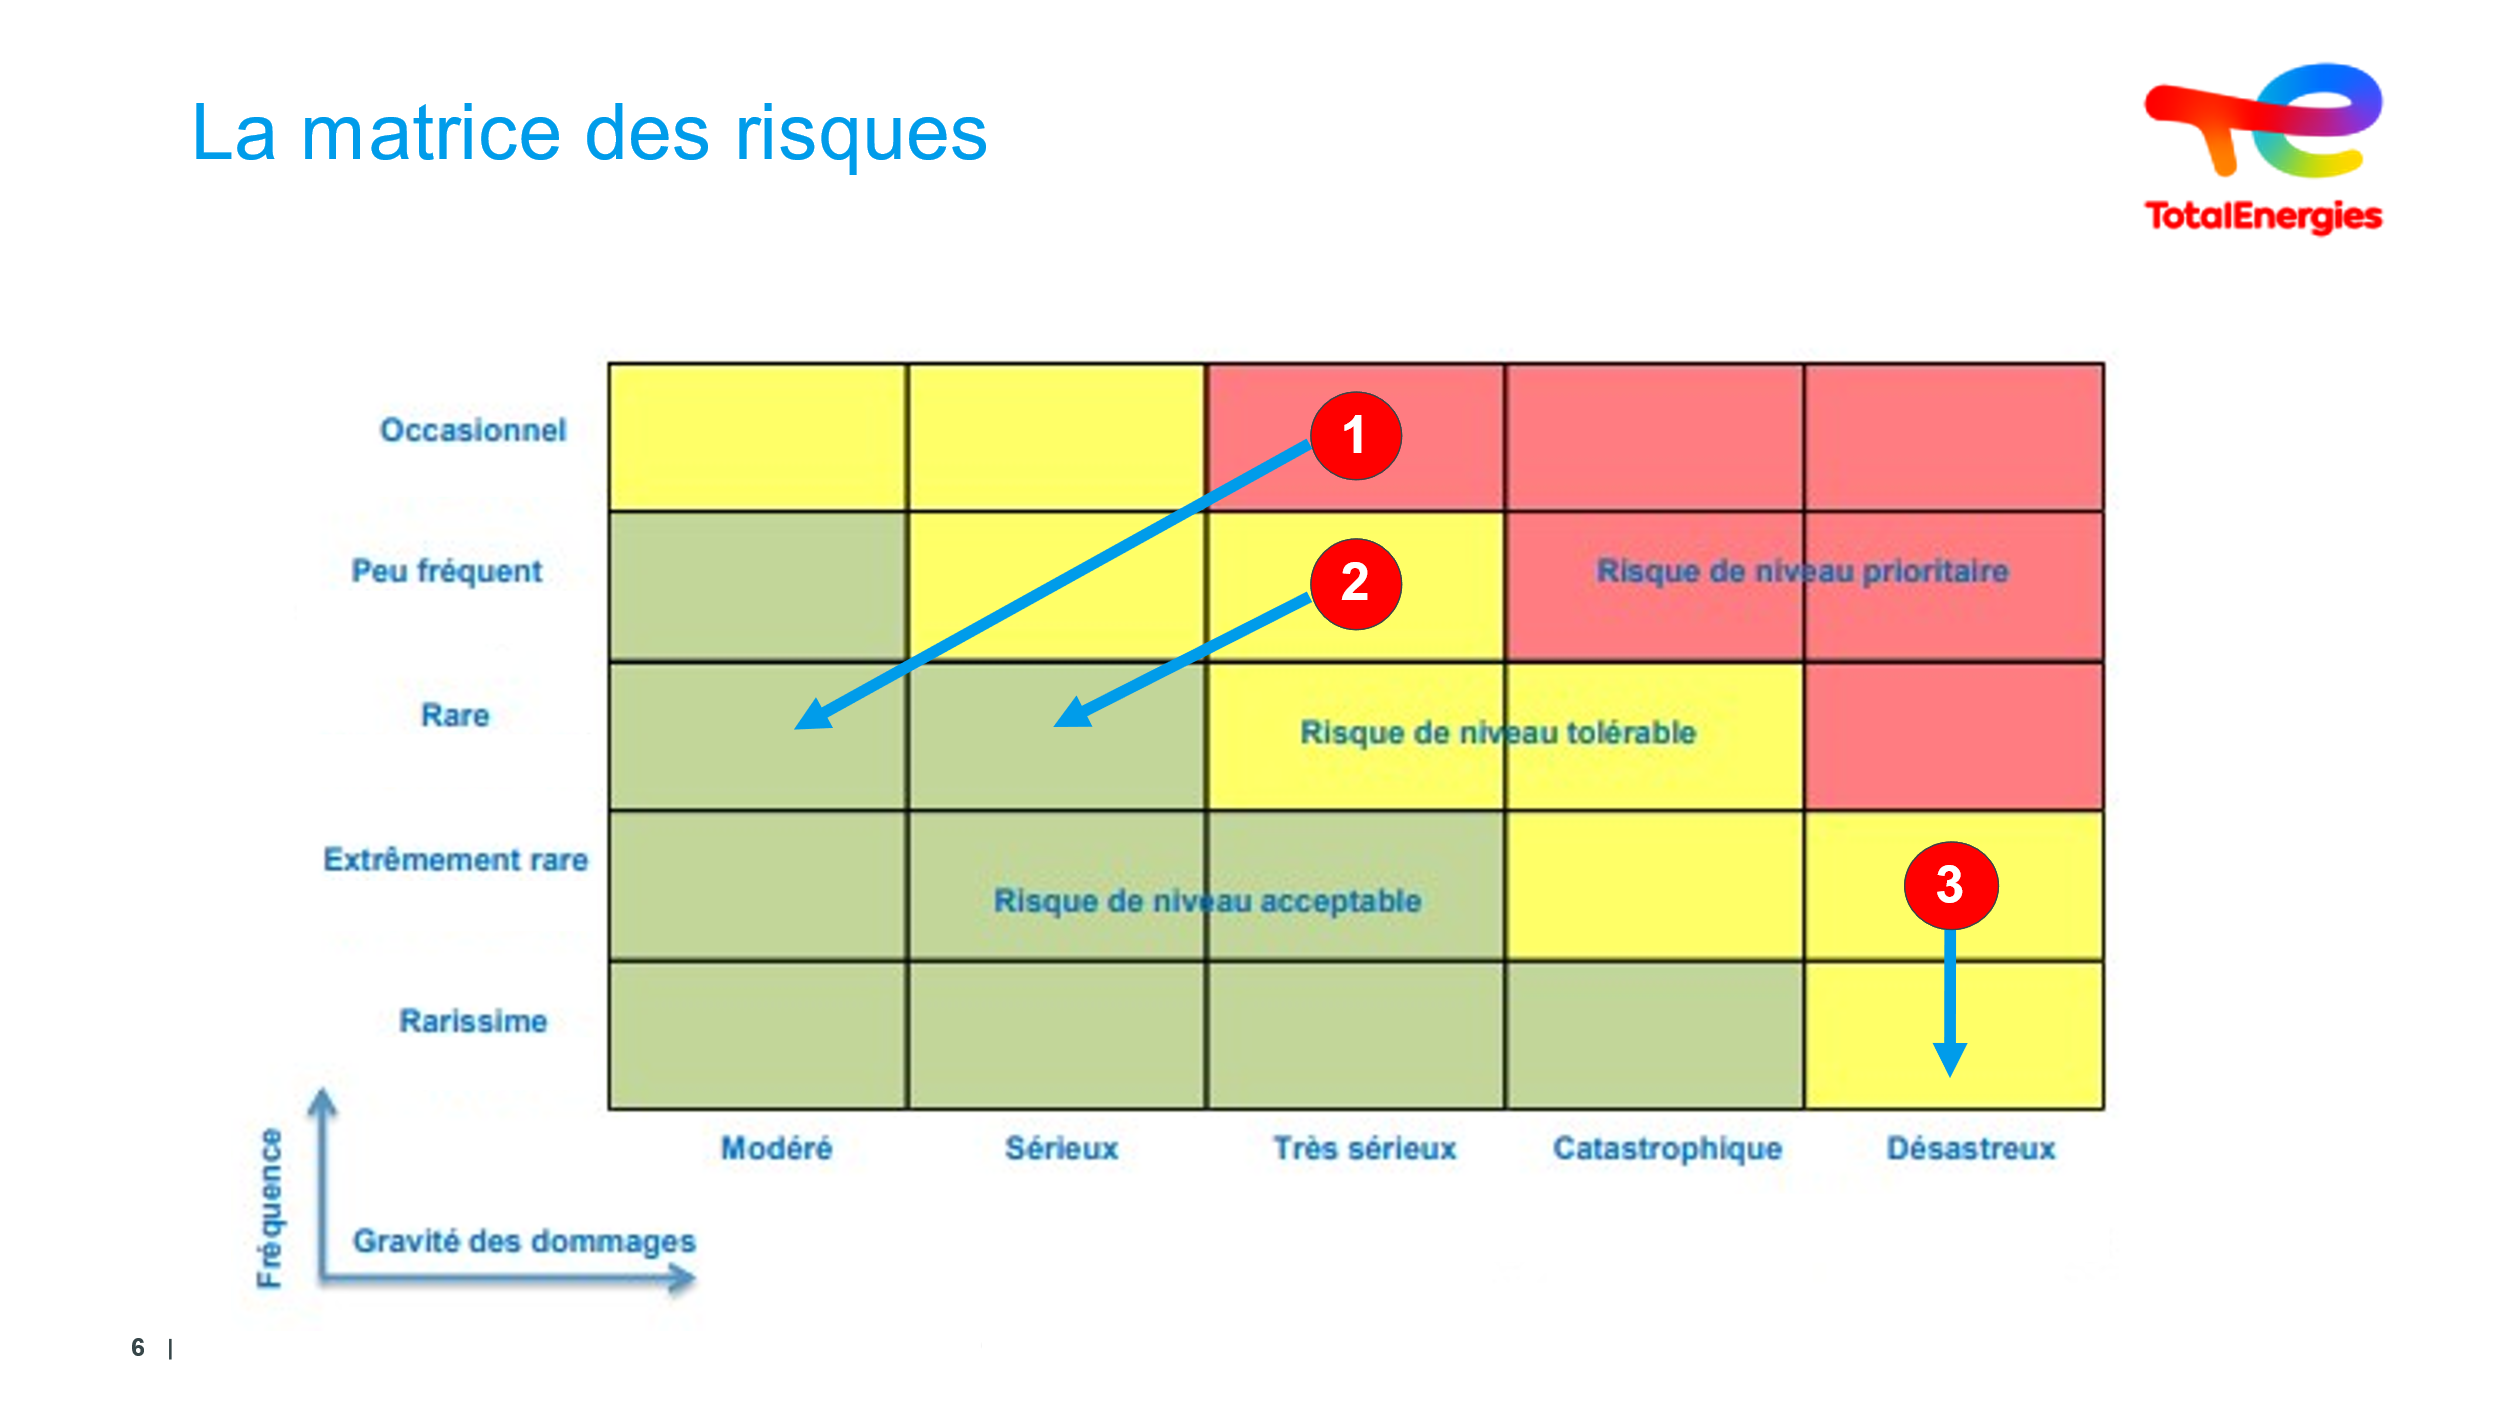 La matrice des risques
TotalEnergies
Occasionnel
1
Peu fréquent
2
Risque de niveau prioritaire
Rare
Risque de niveau tolérable
Extrêmement rare
3
Risque de niveau acceptable
Rarissime
Modéré
Sérieux
Très sérieux
Catastrophique
Désastreux
Fréquence
Gravité des dommages
6 |